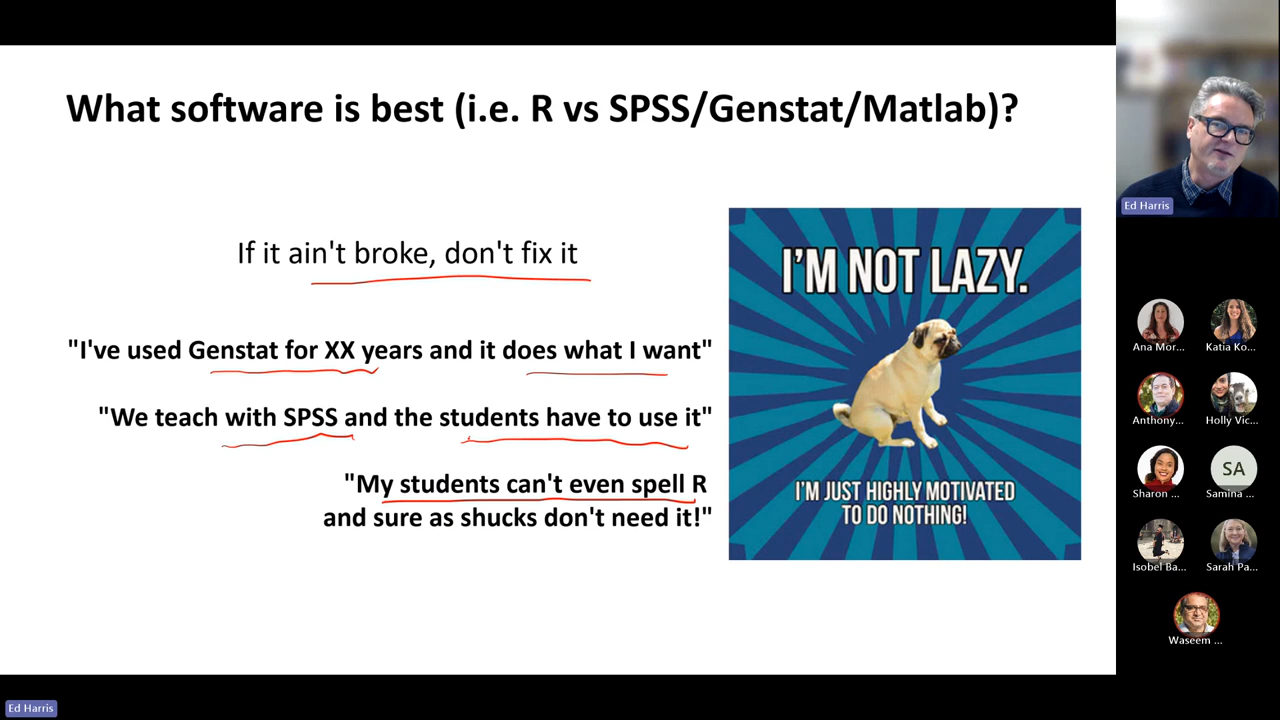 What software is best (i.e. R vs SPSS/Genstat/Matlab)?
If it ain't broke, don't fix it
"I've used Genstat for XX years and it does what I want"
"We teach with SPSS and the students have to use it"
"My students can't even spell R
and sure as shucks don't need it!"
I'M NOT LAZY.
I'M JUST HIGHLY MOTIVATED
TO DO NOTHING!
Ed Harris
Ana Mor...
Katia Ko...
Anthony...
Holly Vic...
Sharon ...
SA
Samina ...
Isobel Ba...
Sarah Pa...
Waseem ...
Ed Harris